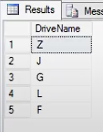 Results
Mess
DriveName
1 Z
2 J
3 G
4 L
5 F